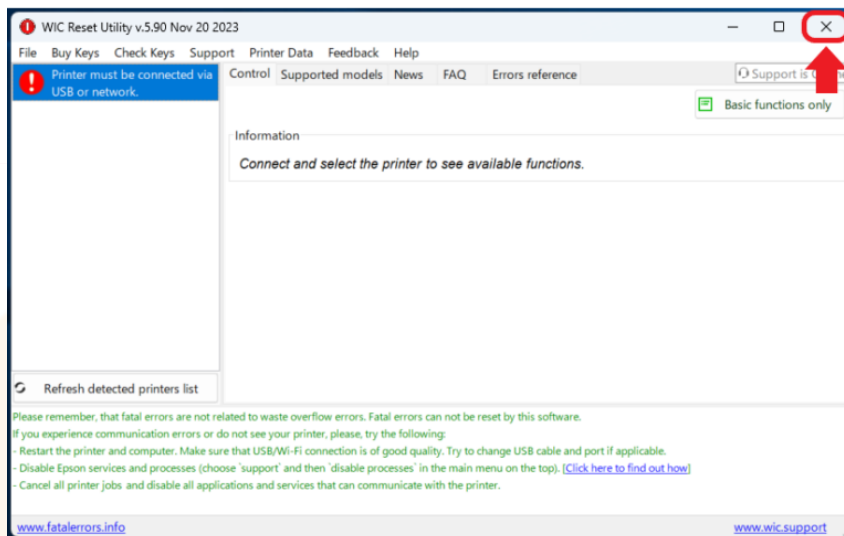 WIC Reset Utility v.5.90 Nov 20 2023
File Buy Keys Check Keys Support Printer Data Feedback Help
Printer must be connected via
USB or network.
Control Supported models News FAQ Errors reference
Support is
Basic functions only
Information
Connect and select the printer to see available functions.
Refresh detected printers list
Please remember, that fatal errors are not related to waste overflow errors. Fatal errors can not be reset by this software.
If you experience communication errors or do not see your printer, please, try the following:
- Restart the printer and computer. Make sure that USB/Wi-Fi connection is of good quality. Try to change USB cable and port if applicable.
- Disable Epson services and processes (choose `support` and then `disable processes` in the main menu on the top). [Click here to find out how]
- Cancel all printer jobs and disable all applications and services that can communicate with the printer.
www.fatalerrors.info
www.wic.support